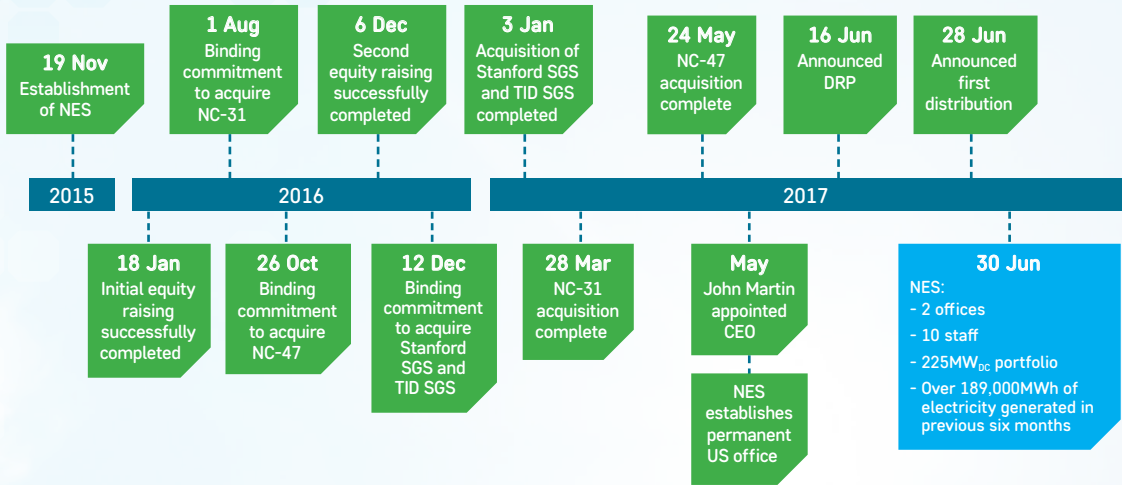 19 Nov
Establishment
of NES
1 Aug
Binding
commitment
to acquire
NC-31
6 Dec
Second
equity raising
successfully
completed
3 Jan
Acquisition of
Stanford SGS
and TID SGS
completed
24 May
NC-47
acquisition
complete
16 Jun
Announced
DRP
28 Jun
Announced
first
distribution
2015
2016
2017
18 Jan
Initial equity
raising
successfully
completed
26 Oct
Binding
commitment
to acquire
NC-47
12 Dec
Binding
commitment
to acquire
Stanford
SGS and
TID SGS
28 Mar
NC-31
acquisition
complete
May
John Martin
appointed
CEO
NES
establishes
permanent
US office
30 Jun
NES:
- 2 offices
- 10 staff
- 225MWDC portfolio
- Over 189,000MWh of
electricity generated in
previous six months